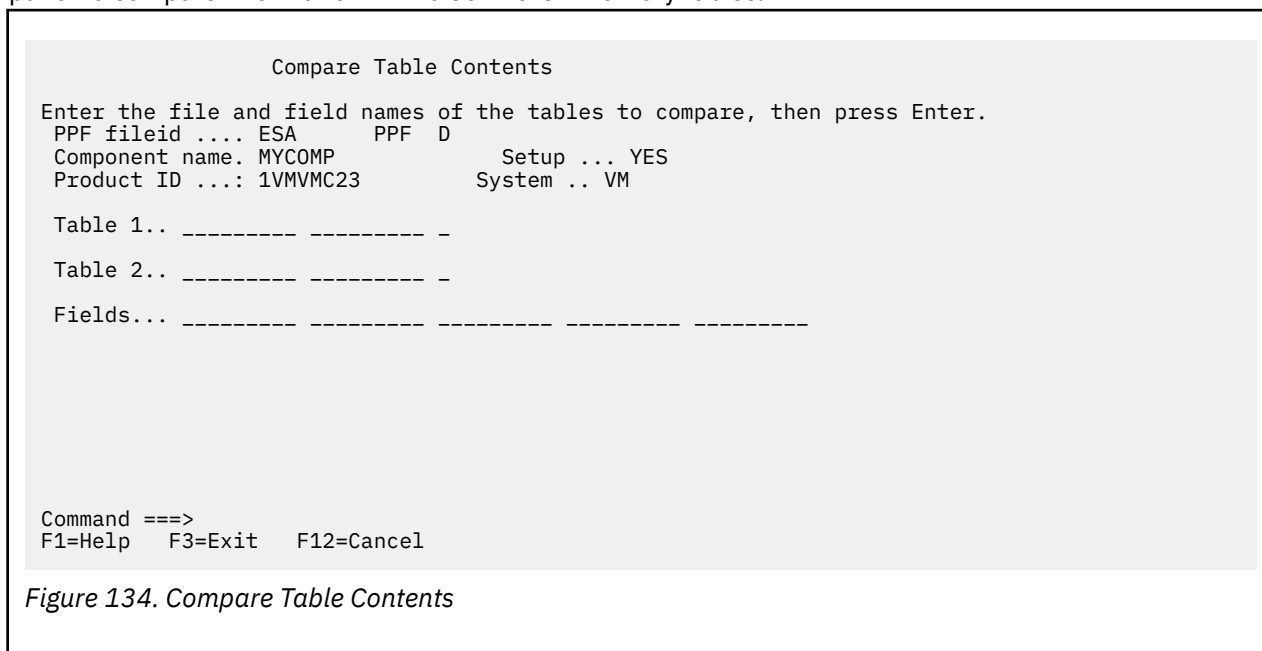 Compare Table Contents
Enter the file and field names of the tables to compare, then press Enter.
PPF fileid .... ESA      PPF  D
Component name. MYCOMP               Setup ... YES
Product ID ...: 1VMVMC23         System .. VM
Table 1.. _________ _________ _
Table 2.. _________ _________ _
Fields... _________ _________ _________ _________ _________
Command ===>
F1=Help   F3=Exit   F12=Cancel
Figure 134. Compare Table Contents